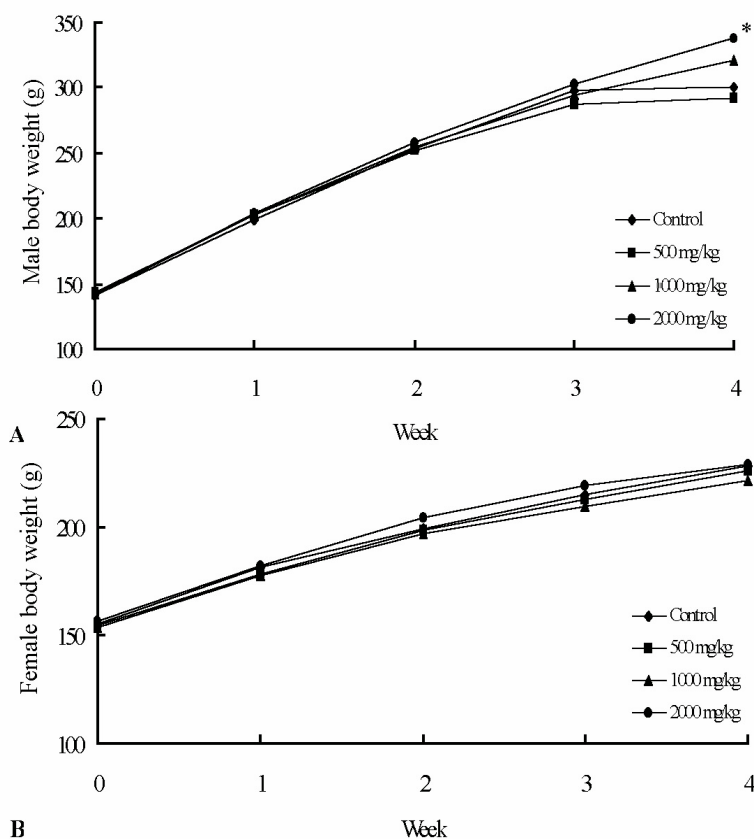 350
*
300
250
200
150
100
Male body weight (g)
Control
500 mg/kg
1000 mg/kg
2000 mg/kg
0 1 2 3 4
Week
A
250
200
150
100
Female body weight (g)
Control
500 mg/kg
1000 mg/kg
2000 mg/kg
0 1 2 3 4
Week
B